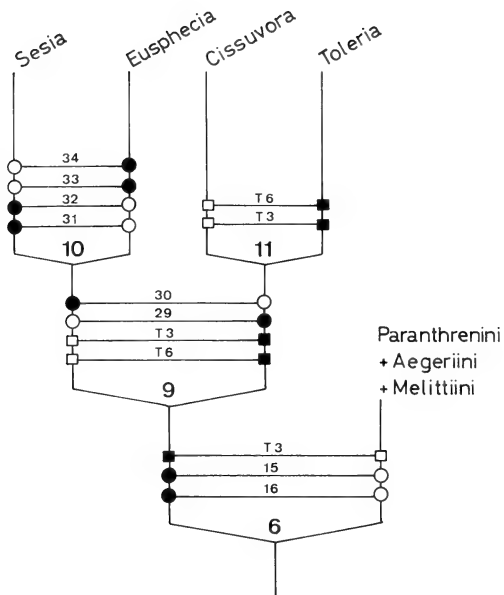 Sesia
Eusphecia
Cissuvora
Toleria
34
33
32
31
10
T6
T3
11
30
29
T3
T6
9
Paranthrenini
+ Aegeriini
+ Melittiini
T3
15
16
6